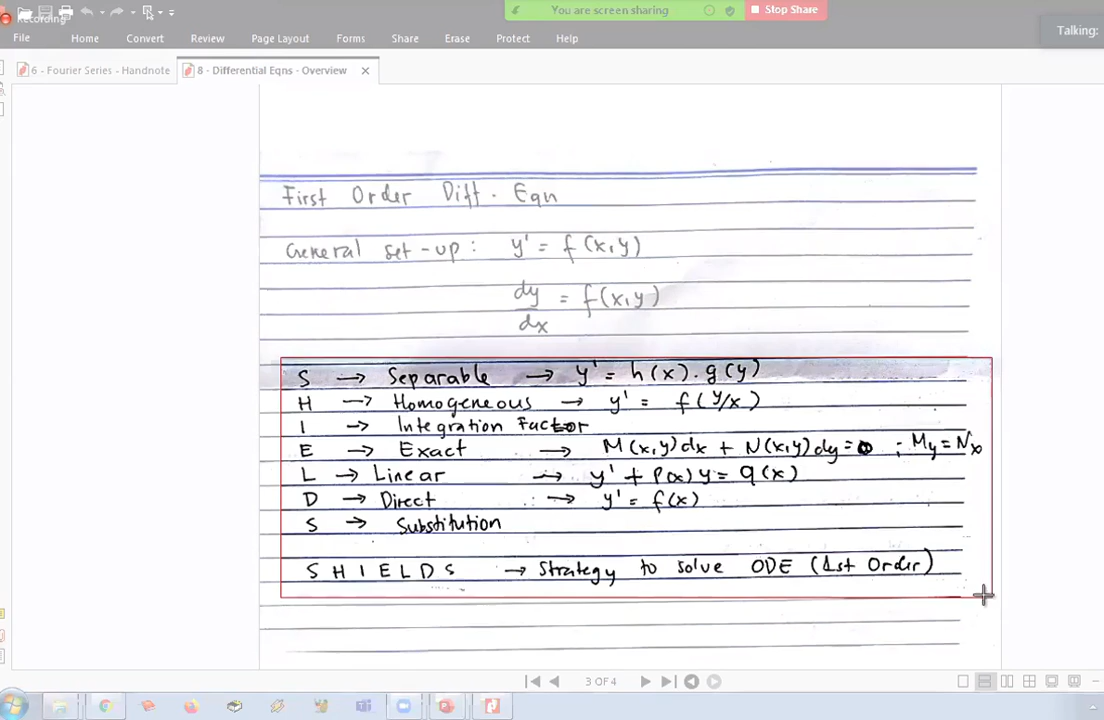 Recording
You are screen sharing
Stop Share
Talking:
File Home Convert Review Page Layout Forms Share Erase Protect Help
6 - Fourier Series - Handnote
8 - Differential Eqns - Overview
First Order Diff. Eqn
General set-up: y' = f(x,y)
dy/dx = f(x,y)
S → Separable → y' = h(x).g(y)
H → Homogeneous → y' = f(y/x)
I → Integration Factor
E → Exact → M(x,y)dx + N(x,y)dy = 0 ; My = Nx
L → Linear → y' + P(x)y = q(x)
D → Direct → y' = f(x)
S → Substitution
S H I E L D S → Strategy to solve ODE (1st Order)
3 OF 4